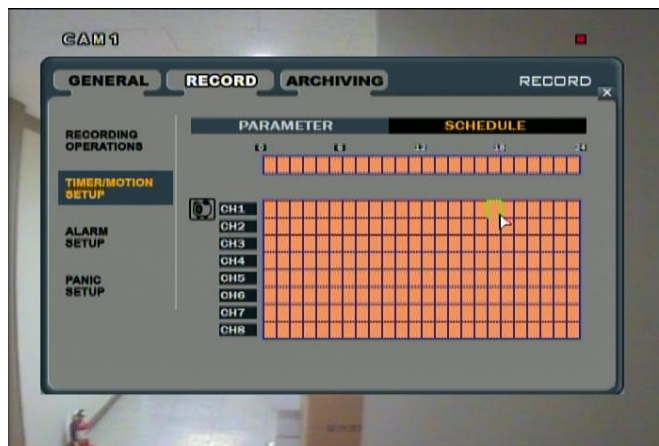 CAM1
GENERAL RECORD ARCHIVING RECORD
PARAMETER SCHEDULE
RECORDING
OPERATIONS
0 6 12 18 24
TIMER/MOTION
SETUP
CH1
CH2
ALARM
SETUP
CH3
CH4
PANIC
SETUP
CH5
CH6
CH7
CH8